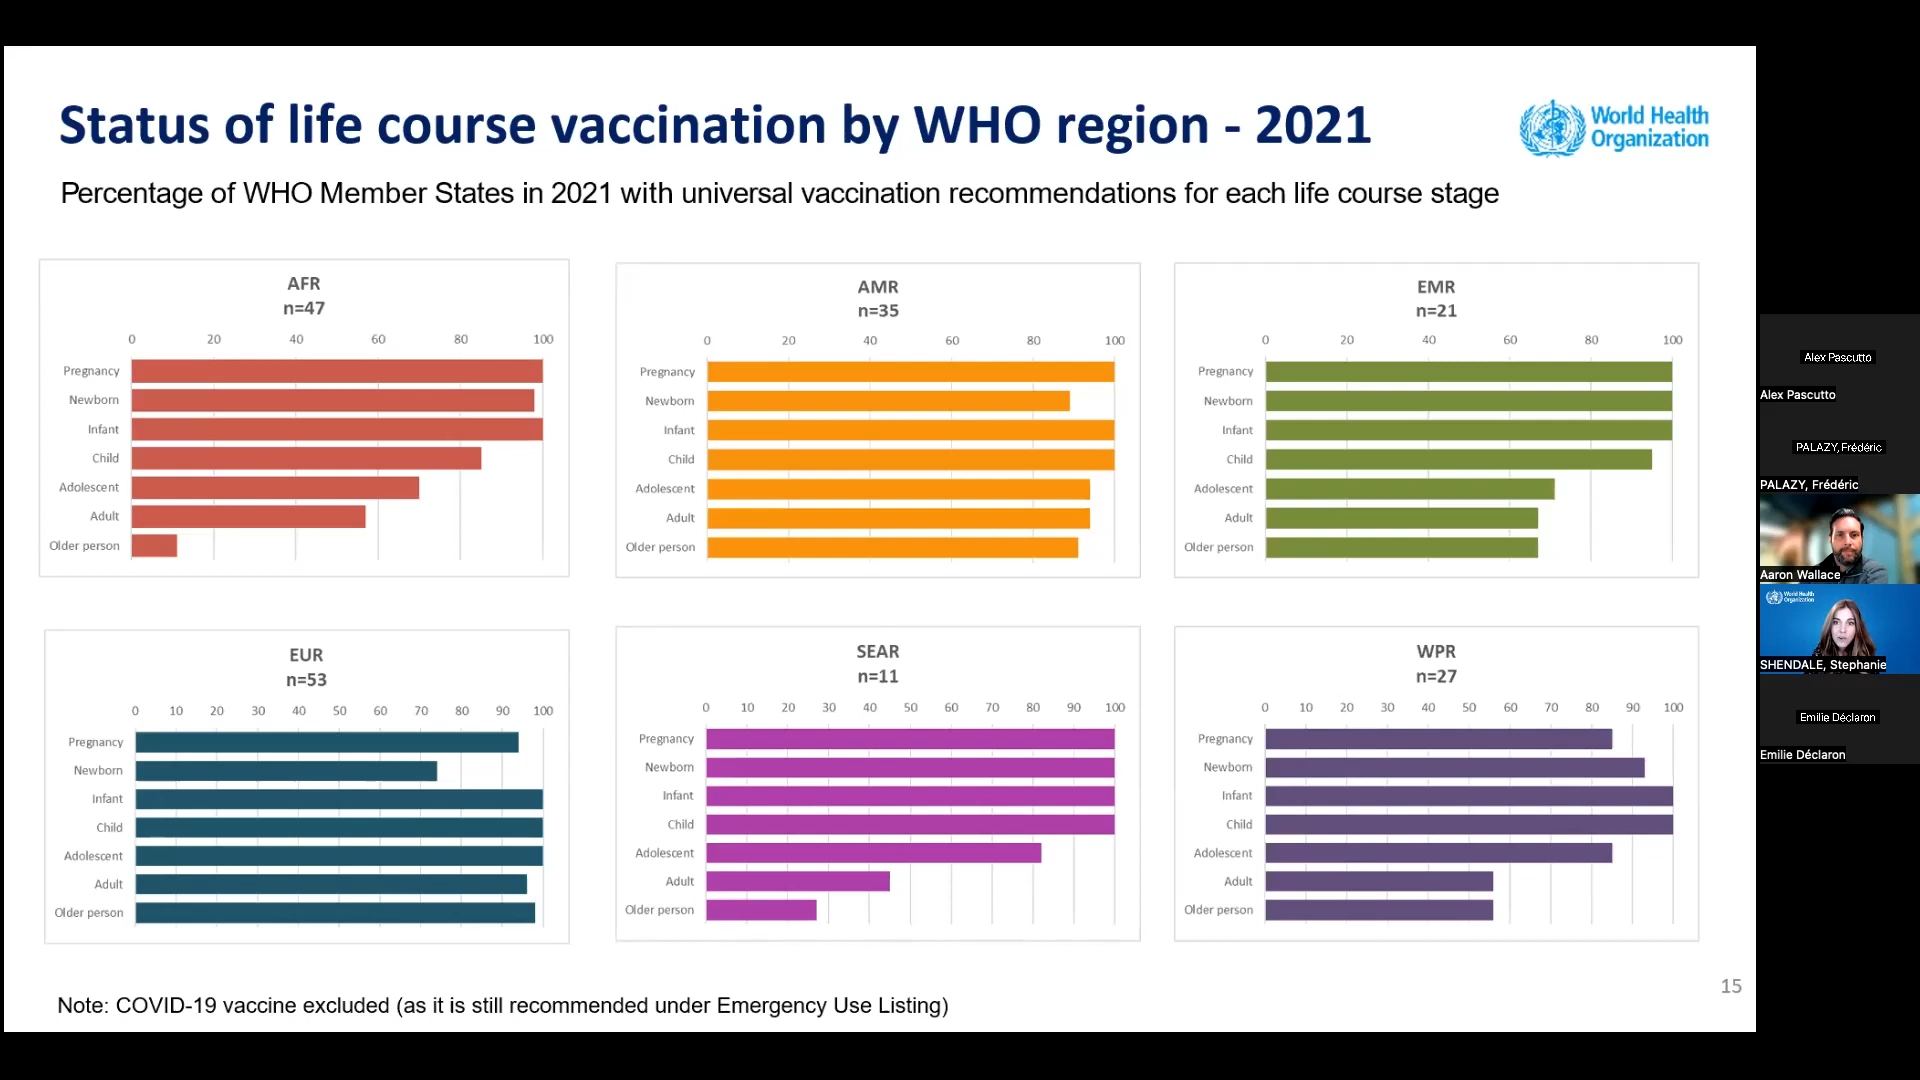 Status of life course vaccination by WHO region - 2021
World Health
Organization
Percentage of WHO Member States in 2021 with universal vaccination recommendations for each life course stage
AFR
n=47
0 20 40 60 80 100
Pregnancy
Newborn
Infant
Child
Adolescent
Adult
Older person
AMR
n=35
0 20 40 60 80 100
Pregnancy
Newborn
Infant
Child
Adolescent
Adult
Older person
EMR
n=21
0 20 40 60 80 100
Pregnancy
Newborn
Infant
Child
Adolescent
Adult
Older person
EUR
n=53
0 10 20 30 40 50 60 70 80 90 100
Pregnancy
Newborn
Infant
Child
Adolescent
Adult
Older person
SEAR
n=11
0 10 20 30 40 50 60 70 80 90 100
Pregnancy
Newborn
Infant
Child
Adolescent
Adult
Older person
WPR
n=27
0 10 20 30 40 50 60 70 80 90 100
Pregnancy
Newborn
Infant
Child
Adolescent
Adult
Older person
Note: COVID-19 vaccine excluded (as it is still recommended under Emergency Use Listing)
15
Alex Pascutto
Alex Pascutto
PALAZY, Frédéric
PALAZY, Frédéric
Aaron Wallace
World Health
Organization
SHENDALE, Stephanie
Emilie Déclaron
Emilie Déclaron